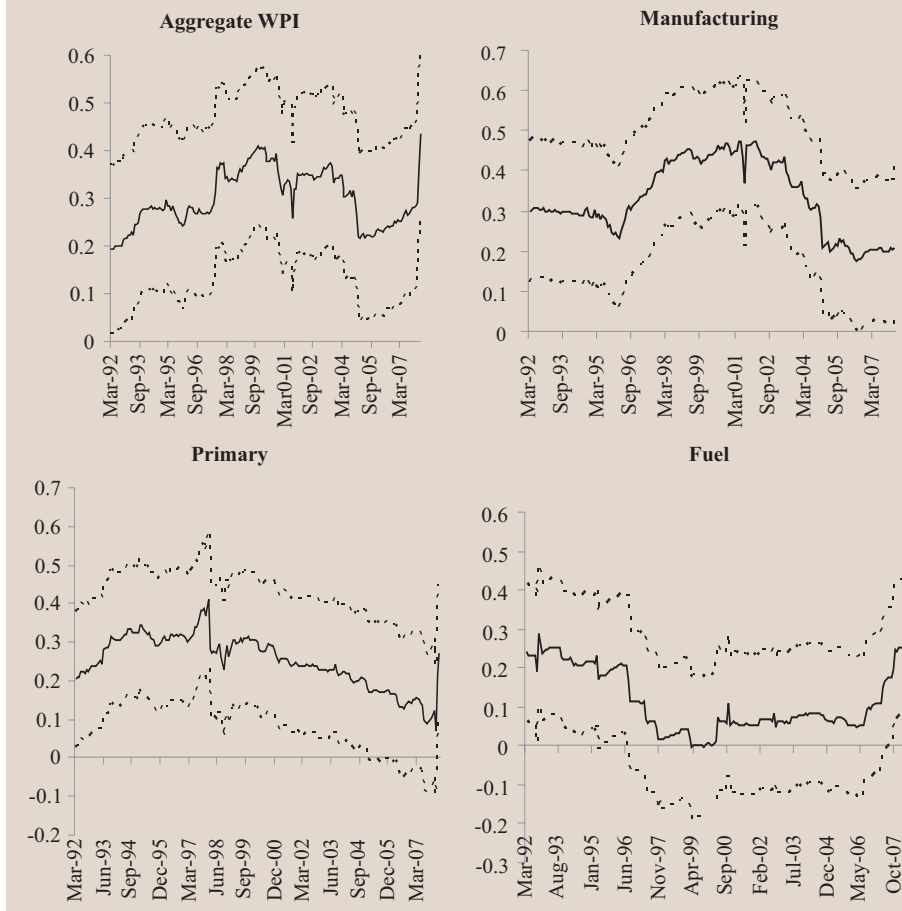 Aggregate WPI
0.6
0.5
0.4
0.3
0.2
0.1
0
Mar-92
Sep-93
Mar-95
Sep-96
Mar-98
Sep-99
Mar0-01
Sep-02
Mar-04
Sep-05
Mar-07
Manufacturing
0.7
0.6
0.5
0.4
0.3
0.2
0.1
0
Mar-92
Sep-93
Mar-95
Sep-96
Mar-98
Sep-99
Mar0-01
Sep-02
Mar-04
Sep-05
Mar-07
Primary
0.7
0.6
0.5
0.4
0.3
0.2
0.1
0
-0.1
-0.2
Mar-92
Jun-93
Sep-94
Dec-95
Mar-97
Jun-98
Sep-99
Dec-00
Mar-02
Jun-03
Sep-04
Dec-05
Mar-07
Fuel
0.6
0.5
0.4
0.3
0.2
0.1
0
-0.1
-0.2
-0.3
Mar-92
Aug-93
Jan-95
Jun-96
Nov-97
Apr-99
Sep-00
Feb-02
Jul-03
Dec-04
May-06
Oct-07